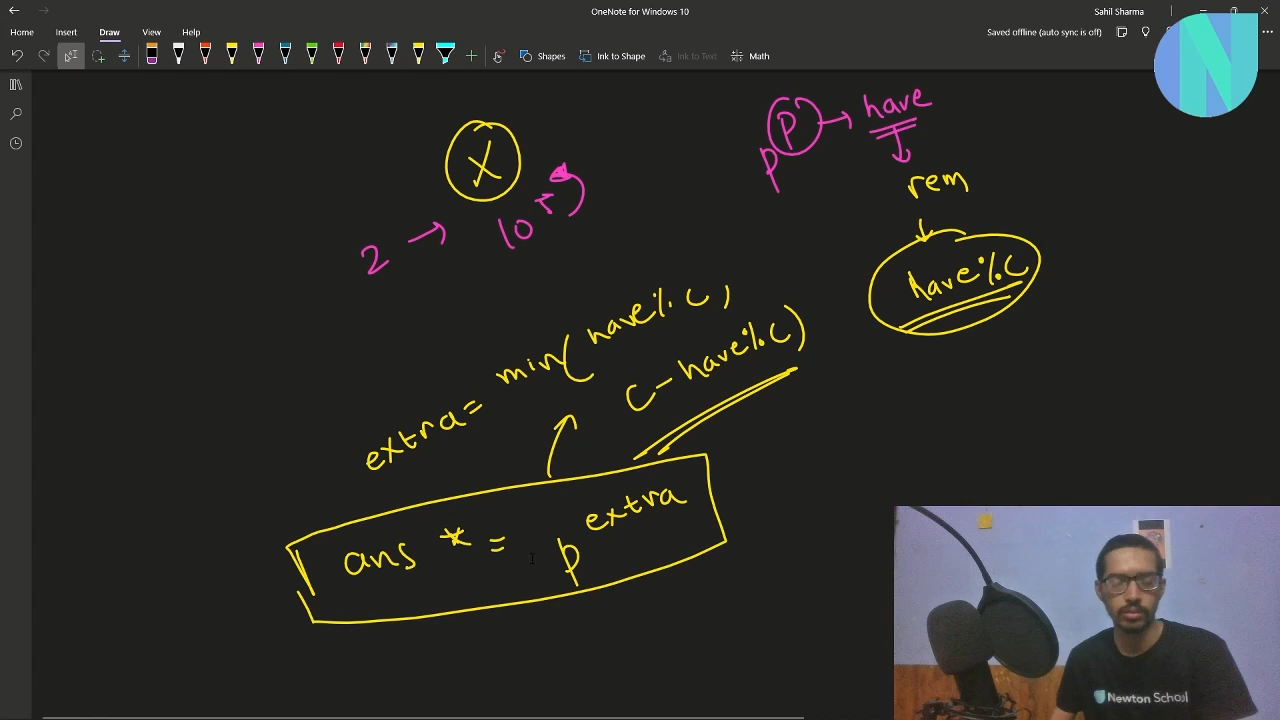 OneNote for Windows 10
Sahil Sharma
Home Insert Draw View Help
Saved offline (auto sync is off)
Shapes Ink to Shape Ink to Text Math
X
2 → 10^5
p^P → have
rem
have%C
extra = min(have%C,
C-have%C)
ans *= p^extra
Newton School